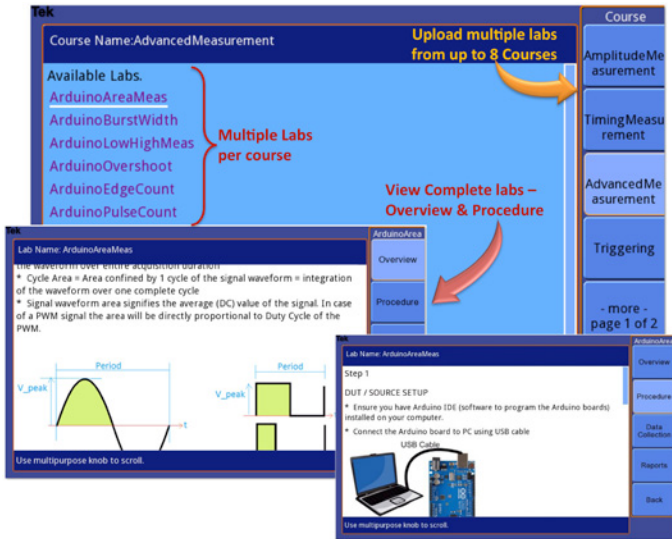 Tek
Course
Course Name:AdvancedMeasurement
Upload multiple labs
from up to 8 Courses
AmplitudeMe
asurement
Available Labs.
ArduinoAreaMeas
ArduinoBurstWidth
ArduinoLowHighMeas
ArduinoOvershoot
ArduinoEdgeCount
ArduinoPulseCount
Multiple Labs
per course
TimingMeasu
rement
AdvancedMe
asurement
View Complete labs –
Overview & Procedure
Triggering
- more -
page 1 of 2
Tek
ArduinoArea
Lab Name: ArduinoAreaMeas
Overview
Procedure
the waveform over entire acquisition duration
* Cycle Area = Area confined by 1 cycle of the signal waveform = integration
of the waveform over one complete cycle
* Signal waveform area signifies the average (DC) value of the signal. In case
of a PWM signal the area will be directly proportional to Duty Cycle of the
PWM.
Period
V_peak
t
Period
V_peak
Use multipurpose knob to scroll.
Tek
ArduinoArea
Lab Name: ArduinoAreaMeas
Overview
Procedure
Data
Collection
Reports
Back
Step 1
DUT / SOURCE SETUP
* Ensure you have Arduino IDE (software to program the Arduino boards)
installed on your computer.
* Connect the Arduino board to PC using USB cable
USB Cable
Use multipurpose knob to scroll.